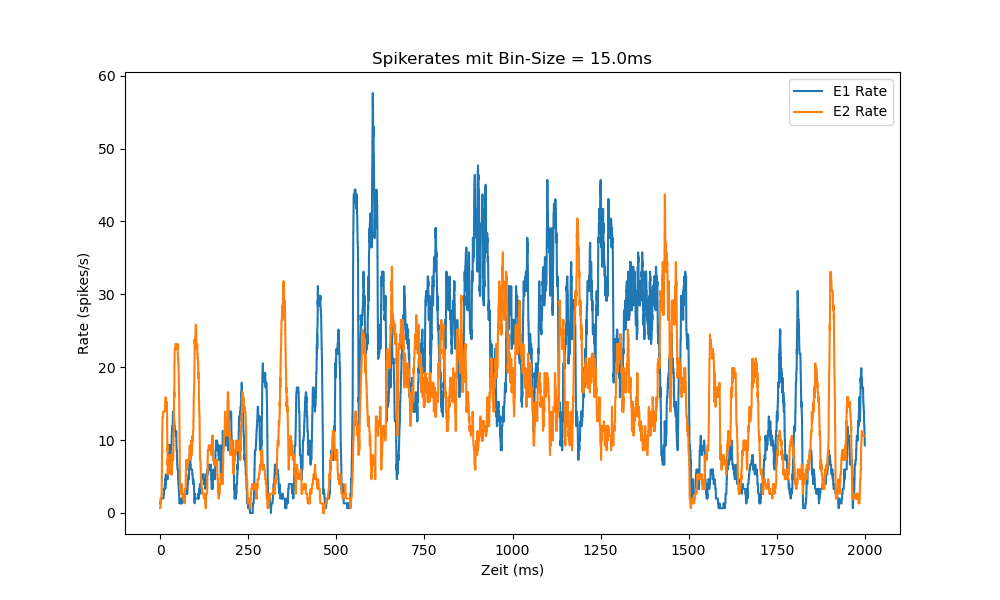 Spikerates mit Bin-Size = 15.0ms
E1 Rate
E2 Rate
60
50
40
30
20
10
0
Rate (spikes/s)
0 250 500 750 1000 1250 1500 1750 2000
Zeit (ms)